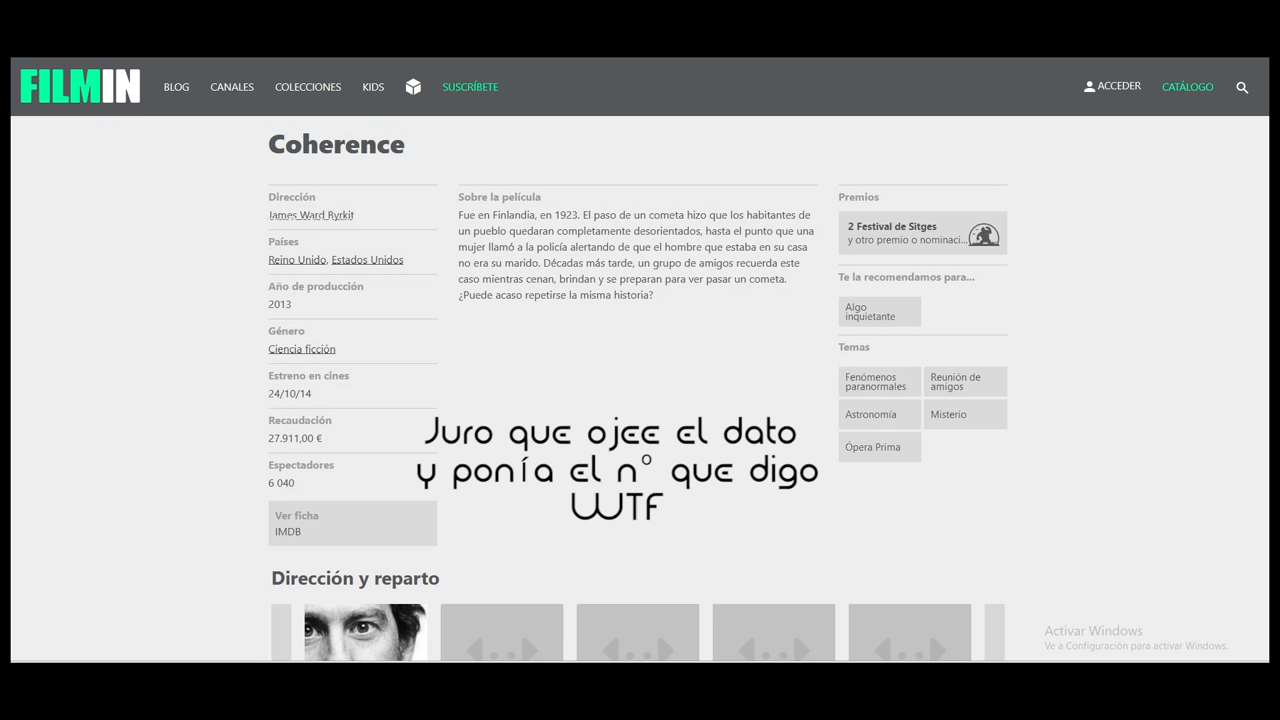 FILMIN
BLOG
CANALES
COLECCIONES
KIDS
SUSCRÍBETE
ACCEDER
CATÁLOGO
Coherence
Dirección
James Ward Byrkit
Países
Reino Unido, Estados Unidos
Año de producción
2013
Género
Ciencia ficción
Estreno en cines
24/10/14
Recaudación
27.911,00 €
Espectadores
6 040
Ver ficha
IMDB
Sobre la película
Fue en Finlandia, en 1923. El paso de un cometa hizo que los habitantes de
un pueblo quedaran completamente desorientados, hasta el punto que una
mujer llamó a la policía alertando de que el hombre que estaba en su casa
no era su marido. Décadas más tarde, un grupo de amigos recuerda este
caso mientras cenan, brindan y se preparan para ver pasar un cometa.
¿Puede acaso repetirse la misma historia?
Premios
2 Festival de Sitges
y otro premio o nominaci...
Te la recomendamos para...
Algo
inquietante
Temas
Fenómenos
paranormales
Reunión de
amigos
Astronomía
Misterio
Ópera Prima
Juro que ojee el dato
y ponía el nº que digo
WTF
Dirección y reparto
Activar Windows
Ve a Configuración para activar Windows.